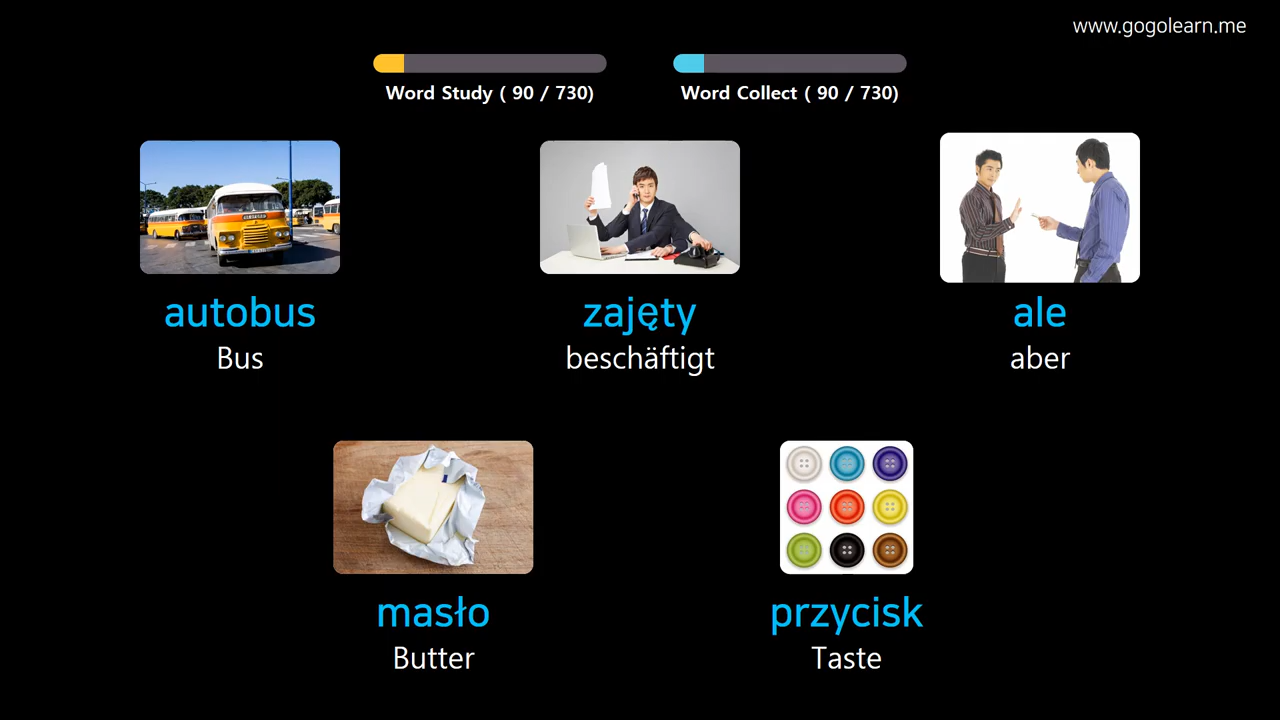 www.gogolearn.me
Word Study ( 90 / 730)
Word Collect ( 90 / 730)
autobus
Bus
zajęty
beschäftigt
ale
aber
masło
Butter
przycisk
Taste